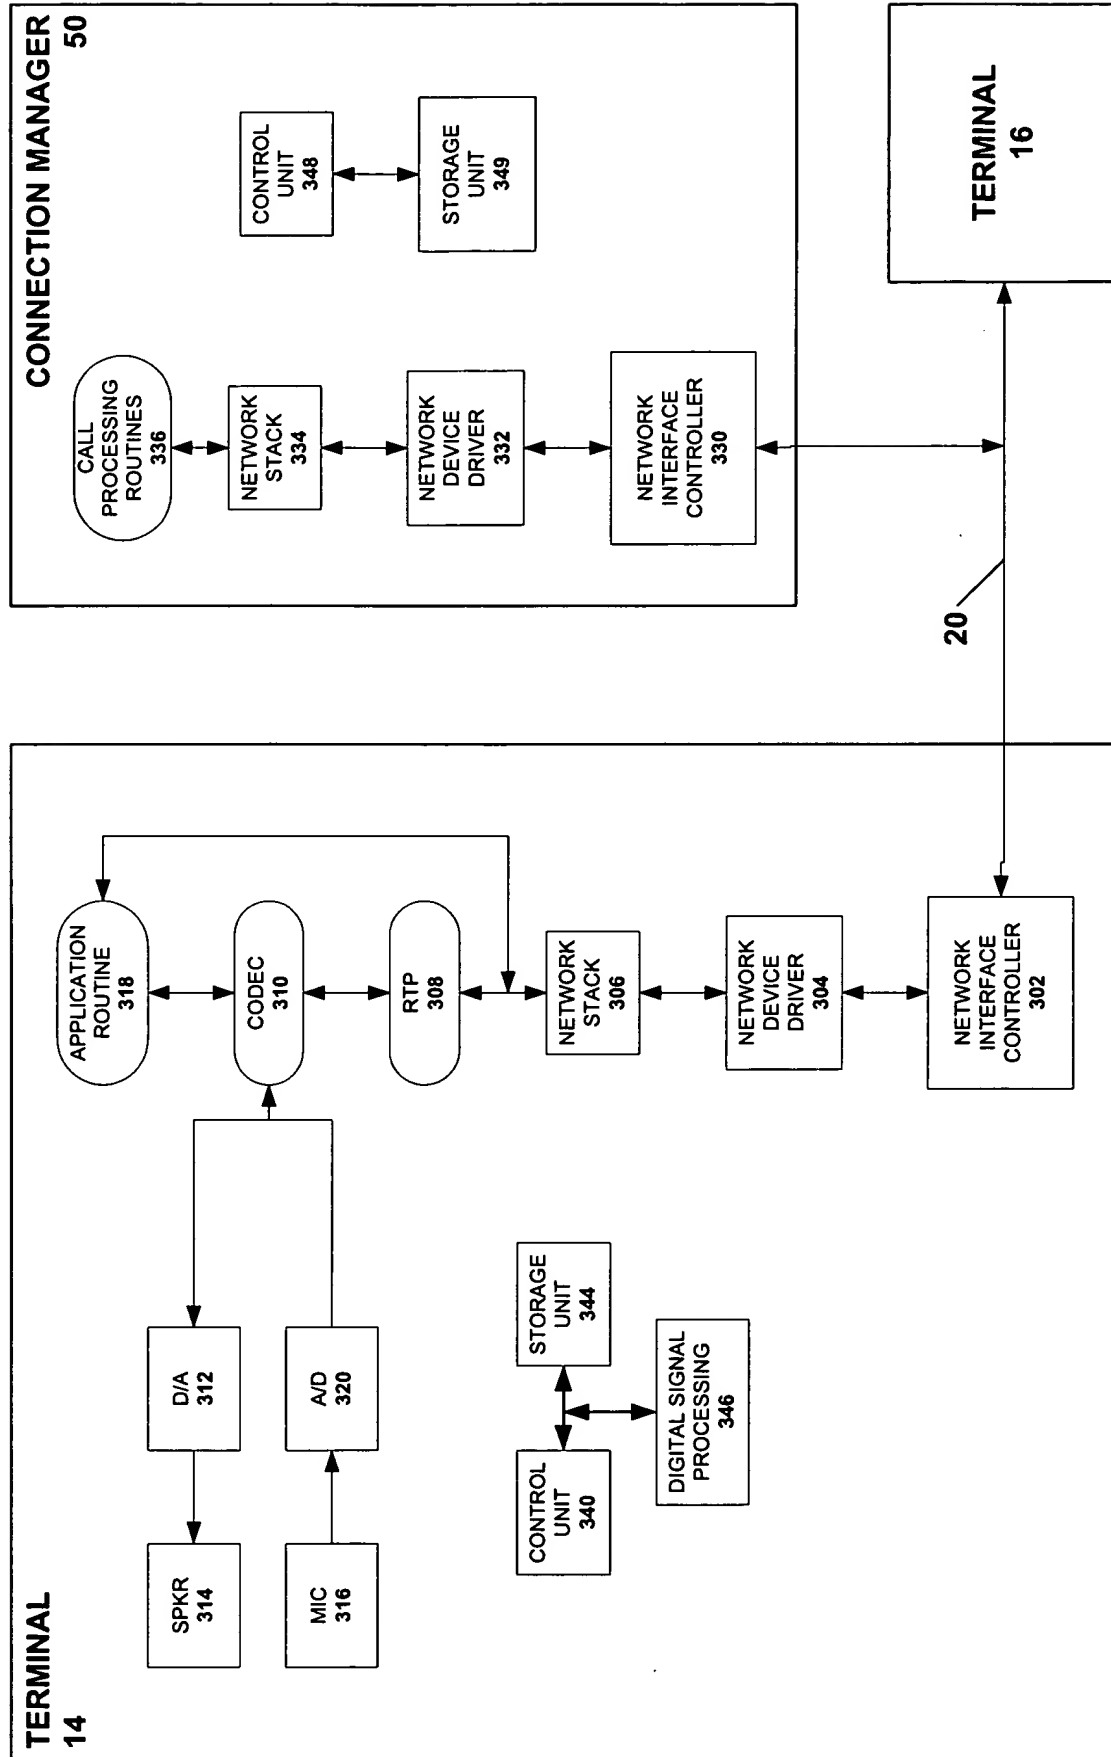 TERMINAL
14
SPKR
314
D/A
312
MIC
316
A/D
320
APPLICATION
ROUTINE
318
CODEC
310
RTP
308
NETWORK
STACK
306
NETWORK
DEVICE
DRIVER
304
NETWORK
INTERFACE
CONTROLLER
302
CONTROL
UNIT
340
STORAGE
UNIT
344
DIGITAL SIGNAL
PROCESSING
346
CONNECTION MANAGER
50
CALL
PROCESSING
ROUTINES
336
NETWORK
STACK
334
NETWORK
DEVICE
DRIVER
332
NETWORK
INTERFACE
CONTROLLER
330
CONTROL
UNIT
348
STORAGE
UNIT
349
20
TERMINAL
16